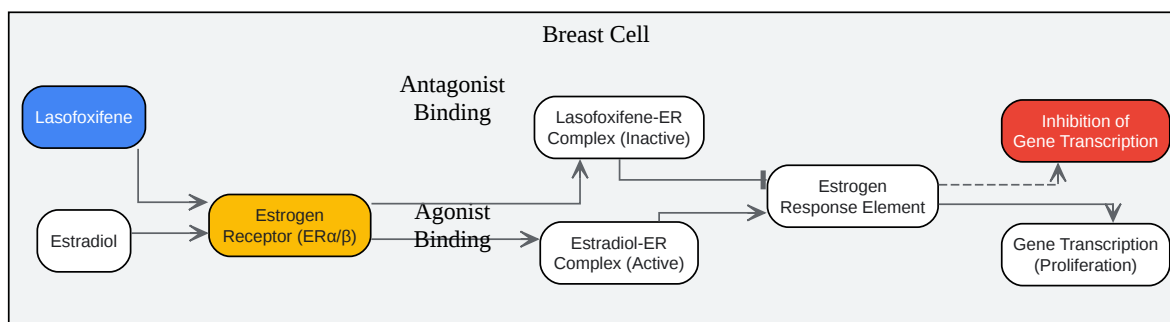 Breast Cell
Lasofoxifene
Antagonist
Binding
Lasofoxifene-ER
Complex (Inactive)
Inhibition of
Gene Transcription
Estradiol
Estrogen
Receptor (ERα/β)
Agonist
Binding
Estradiol-ER
Complex (Active)
Estrogen
Response Element
Gene Transcription
(Proliferation)